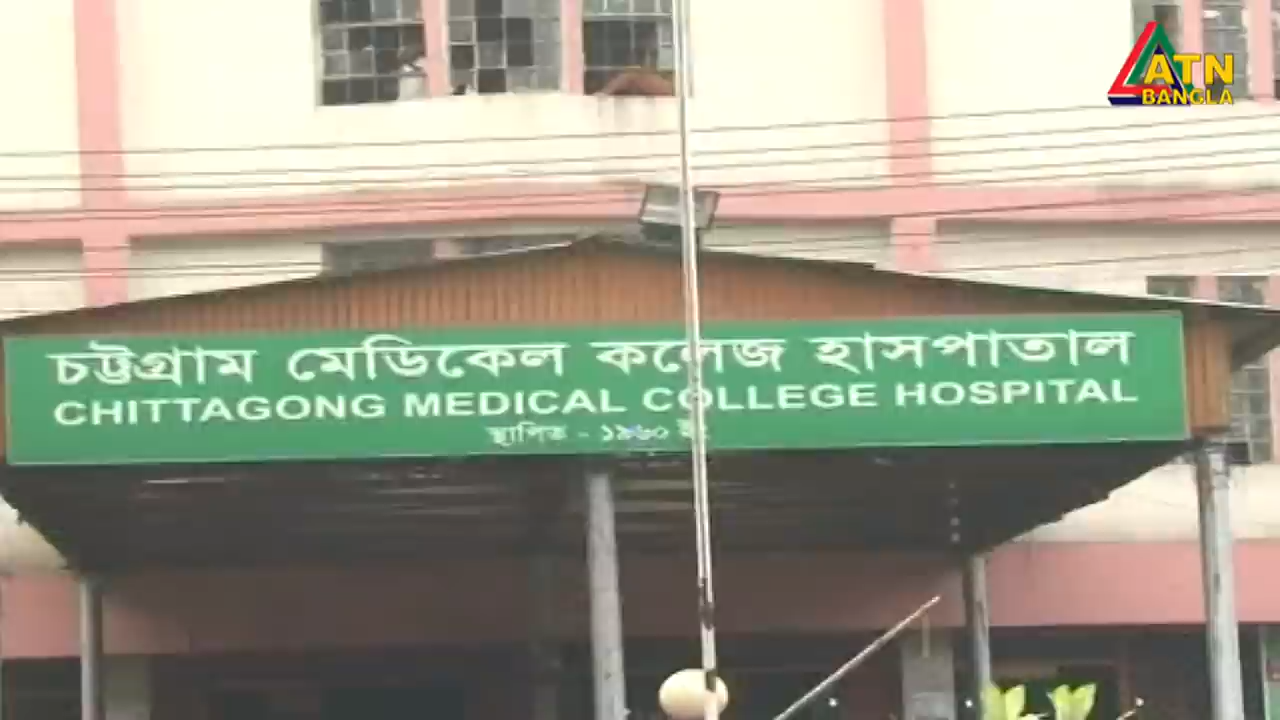 ATN
BANGLA
চট্টগ্রাম মেডিকেল কলেজ হাসপাতাল
CHITTAGONG MEDICAL COLLEGE HOSPITAL
স্থাপিত - ১৯৬০ ইং